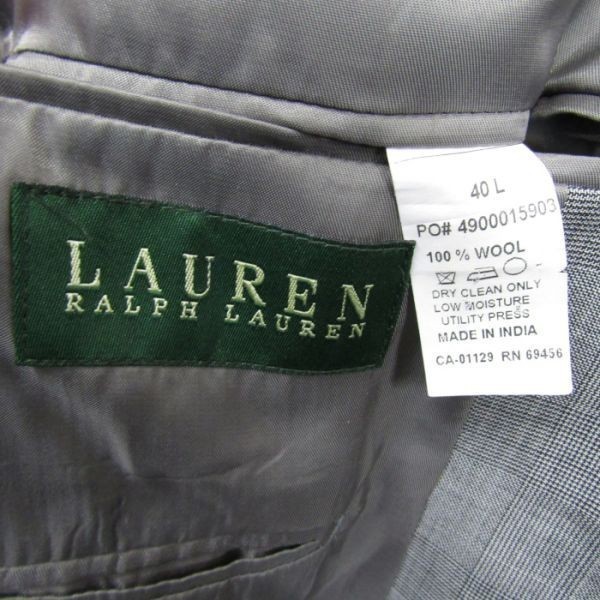 LAUREN
RALPH LAUREN
40 L
PO# 4900015903
100 % WOOL
DRY CLEAN ONLY
LOW MOISTURE
UTILITY PRESS
MADE IN INDIA
CA-01129 RN 69456